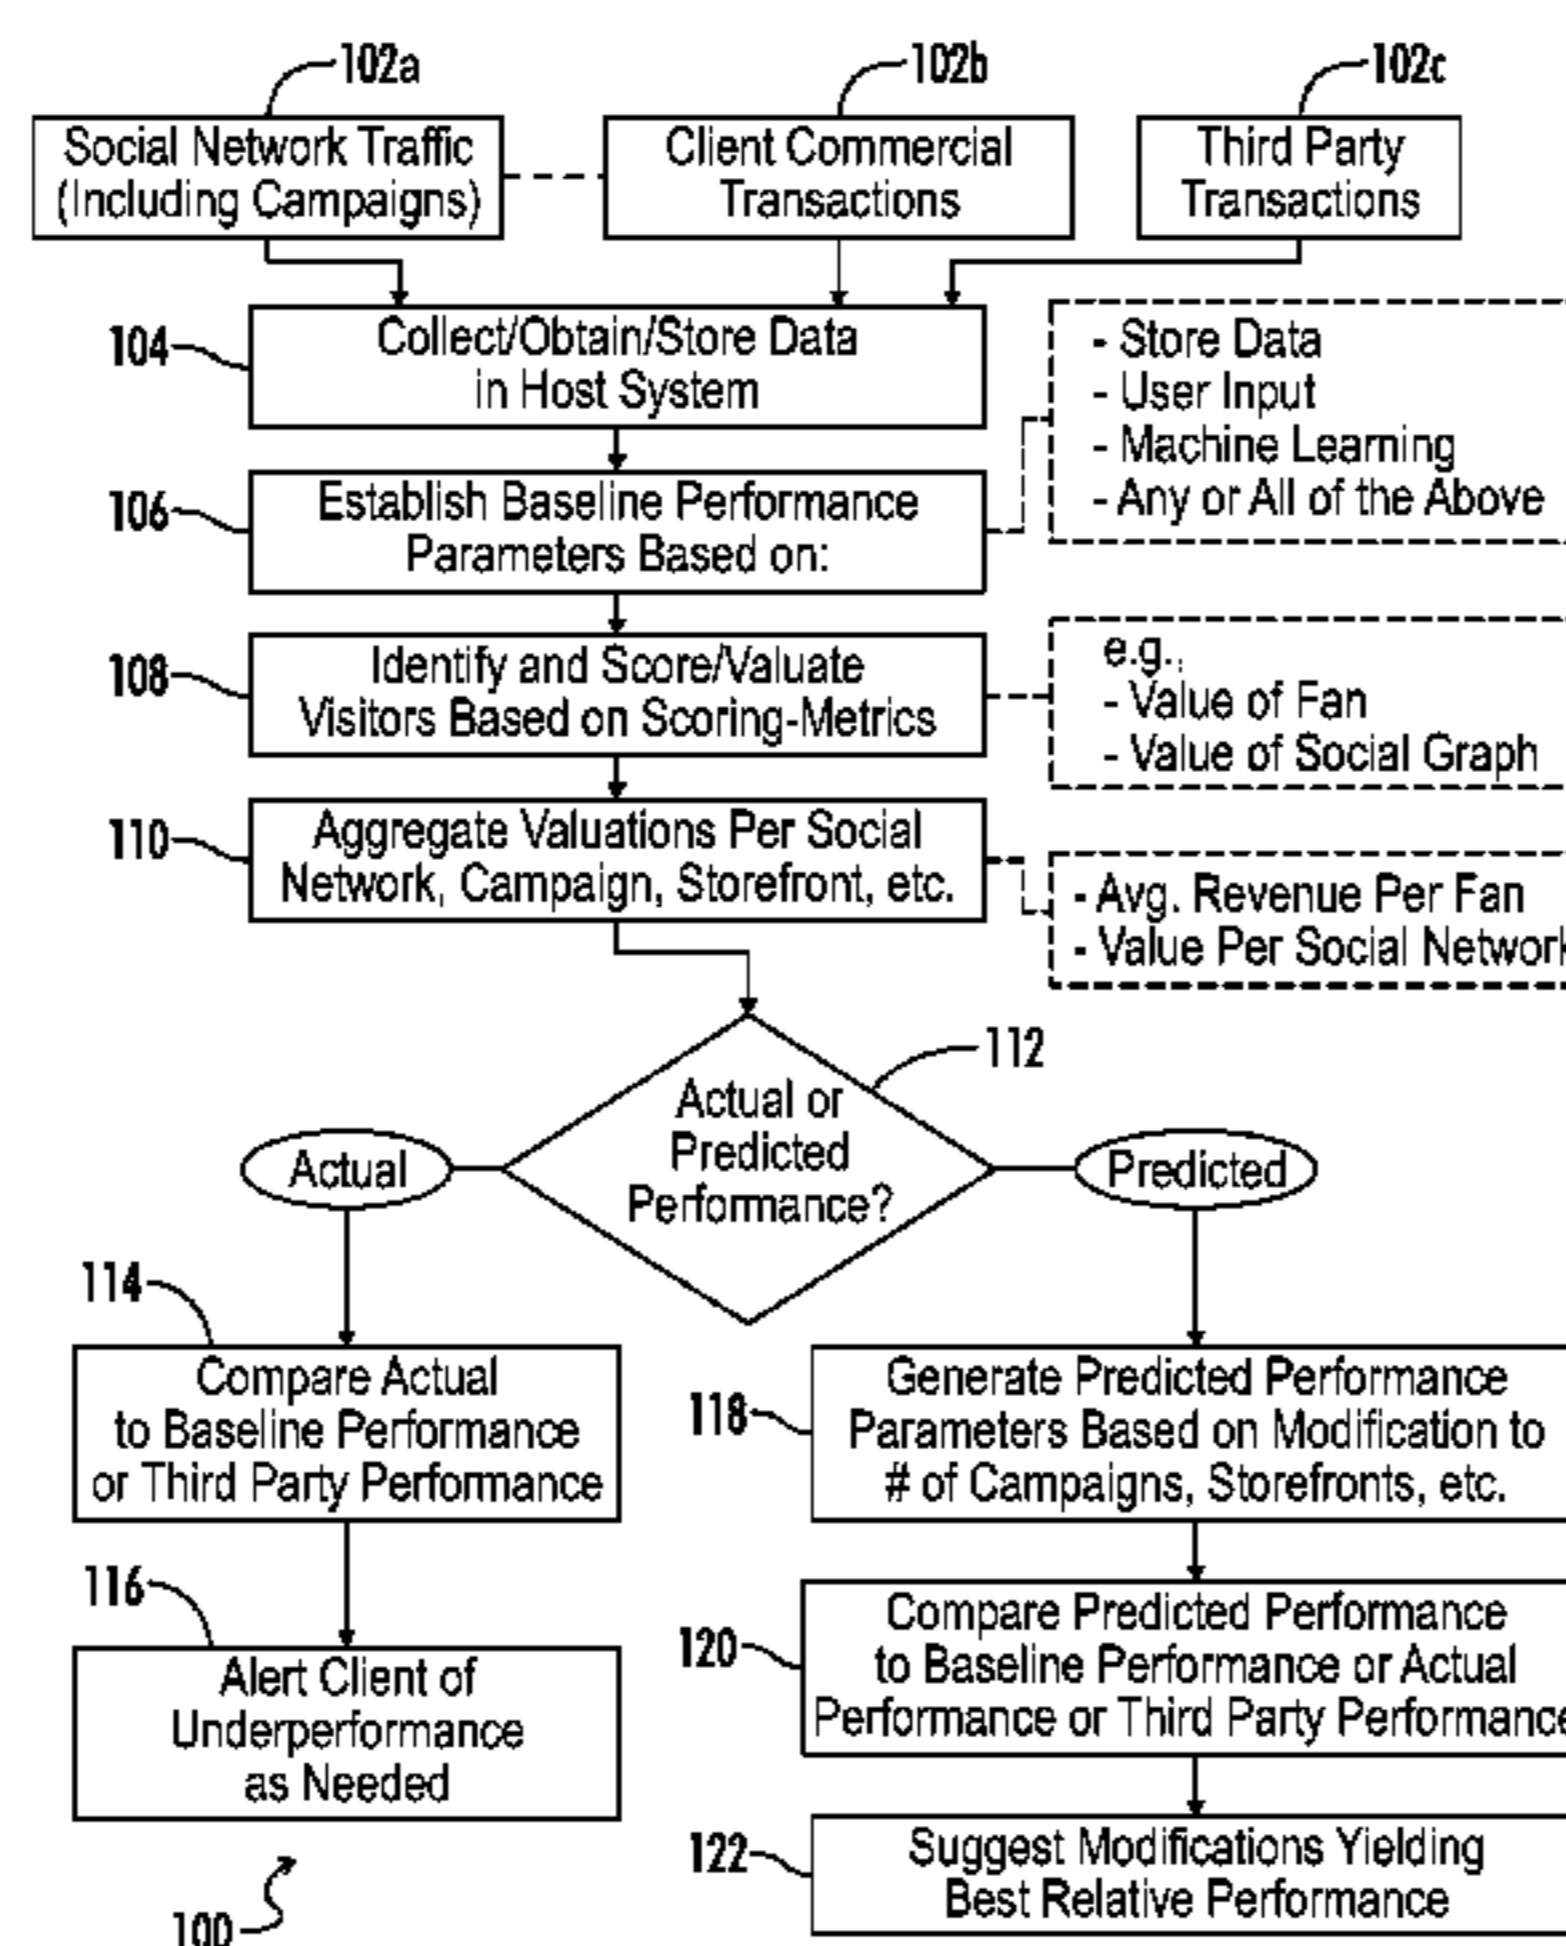 102a
102b
102c
Social Network Traffic
(Including Campaigns)
Client Commercial
Transactions
Third Party
Transactions
104
Collect/Obtain/Store Data
in Host System
- Store Data
- User Input
- Machine Learning
- Any or All of the Above
106
Establish Baseline Performance
Parameters Based on:
108
Identify and Score/Valuate
Visitors Based on Scoring-Metrics
e.g.,
- Value of Fan
- Value of Social Graph
110
Aggregate Valuations Per Social
Network, Campaign, Storefront, etc.
- Avg. Revenue Per Fan
- Value Per Social Network
112
Actual or
Predicted
Performance?
Actual
Predicted
114
Compare Actual
to Baseline Performance
or Third Party Performance
118
Generate Predicted Performance
Parameters Based on Modification to
# of Campaigns, Storefronts, etc.
116
Alert Client of
Underperformance
as Needed
120
Compare Predicted Performance
to Baseline Performance or Actual
Performance or Third Party Performance
122
Suggest Modifications Yielding
Best Relative Performance
100